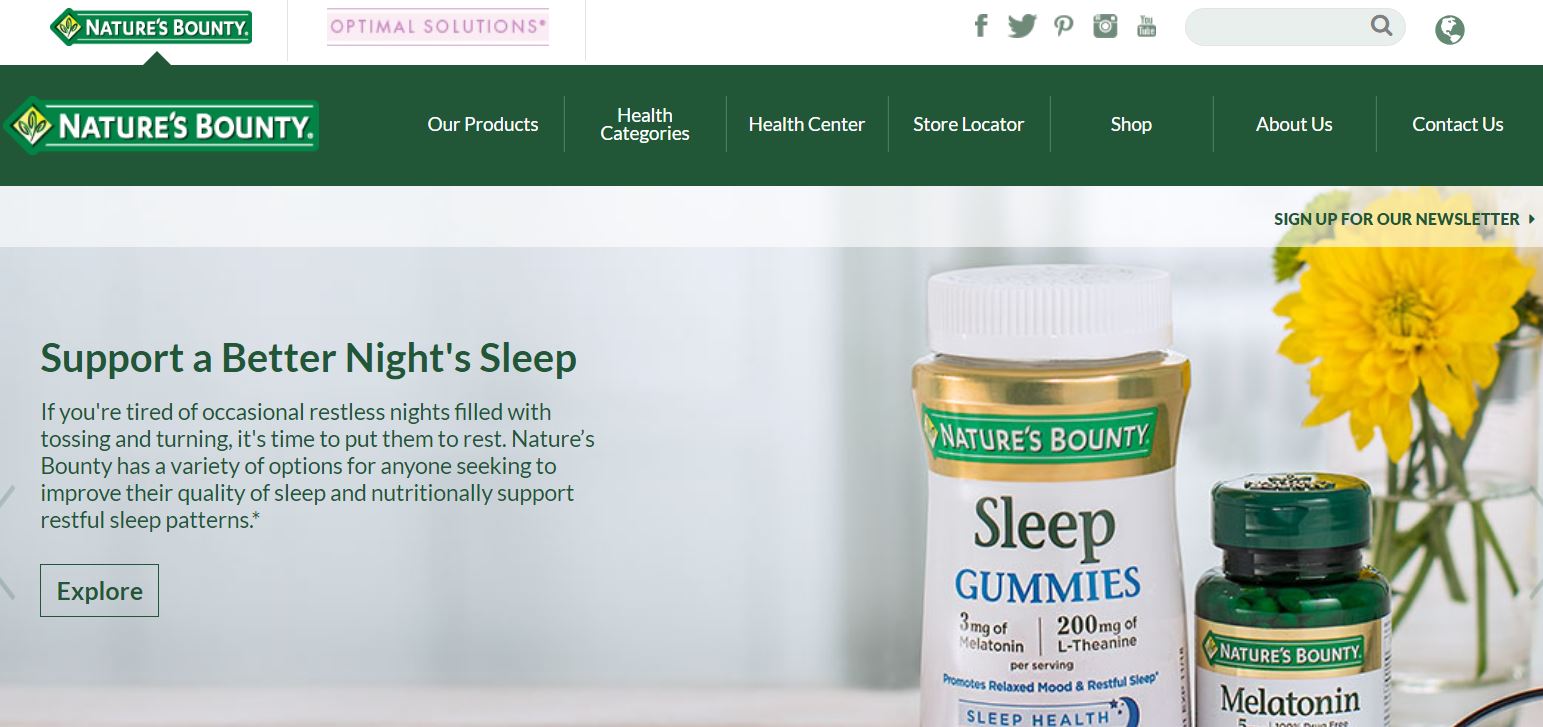 NATURE'S BOUNTY®
OPTIMAL SOLUTIONS®
You
Tube
NATURE'S BOUNTY®
Our Products
Health
Categories
Health Center
Store Locator
Shop
About Us
Contact Us
SIGN UP FOR OUR NEWSLETTER
Support a Better Night's Sleep
If you're tired of occasional restless nights filled with
tossing and turning, it's time to put them to rest. Nature’s
Bounty has a variety of options for anyone seeking to
improve their quality of sleep and nutritionally support
restful sleep patterns.*
Explore
NATURE'S BOUNTY®
Sleep
GUMMIES
3mg of
Melatonin
200mg of
L-Theanine
per serving
Promotes Relaxed Mood & Restful Sleep*
SLEEP HEALTH
NATURE'S BOUNTY®
Melatonin
100% Drug Free